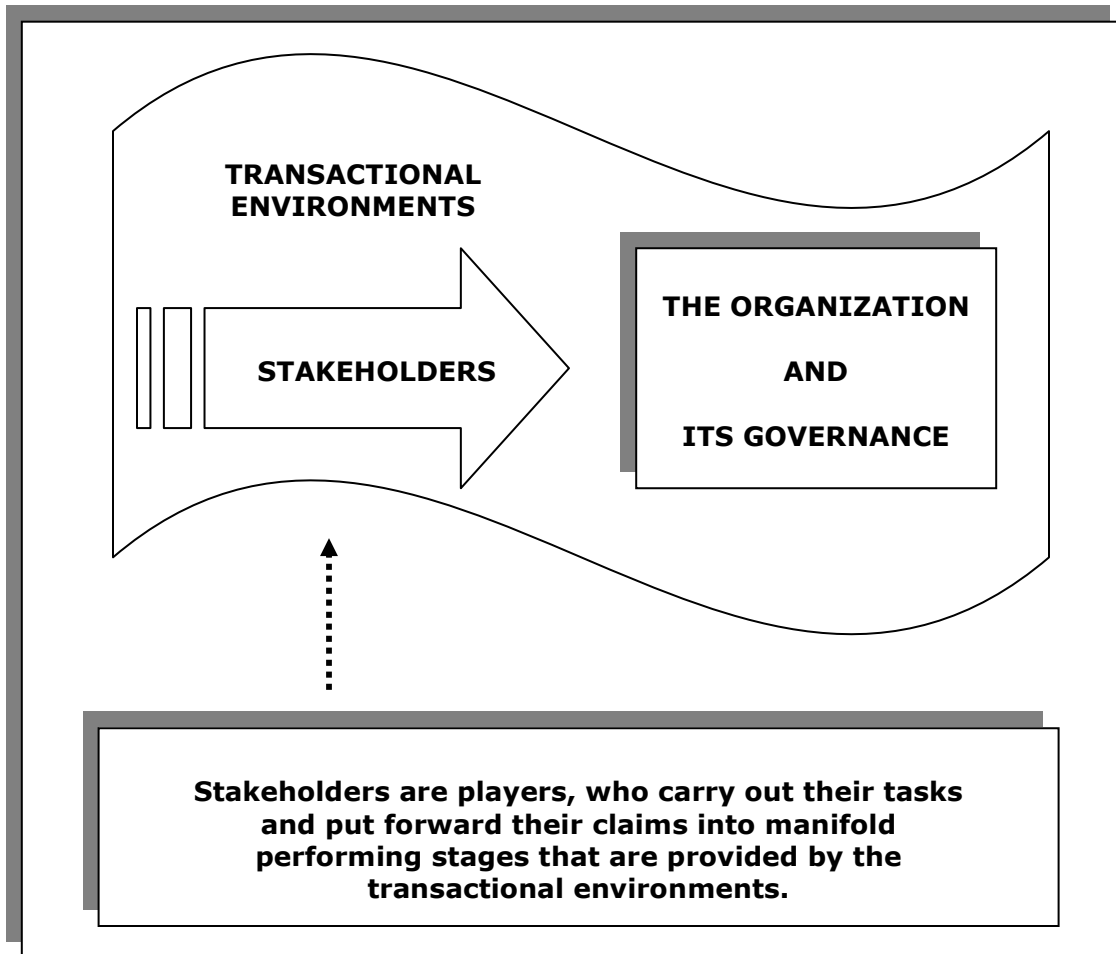 TRANSACTIONAL
ENVIRONMENTS
STAKEHOLDERS
THE ORGANIZATION
AND
ITS GOVERNANCE
Stakeholders are players, who carry out their tasks
and put forward their claims into manifold
performing stages that are provided by the
transactional environments.